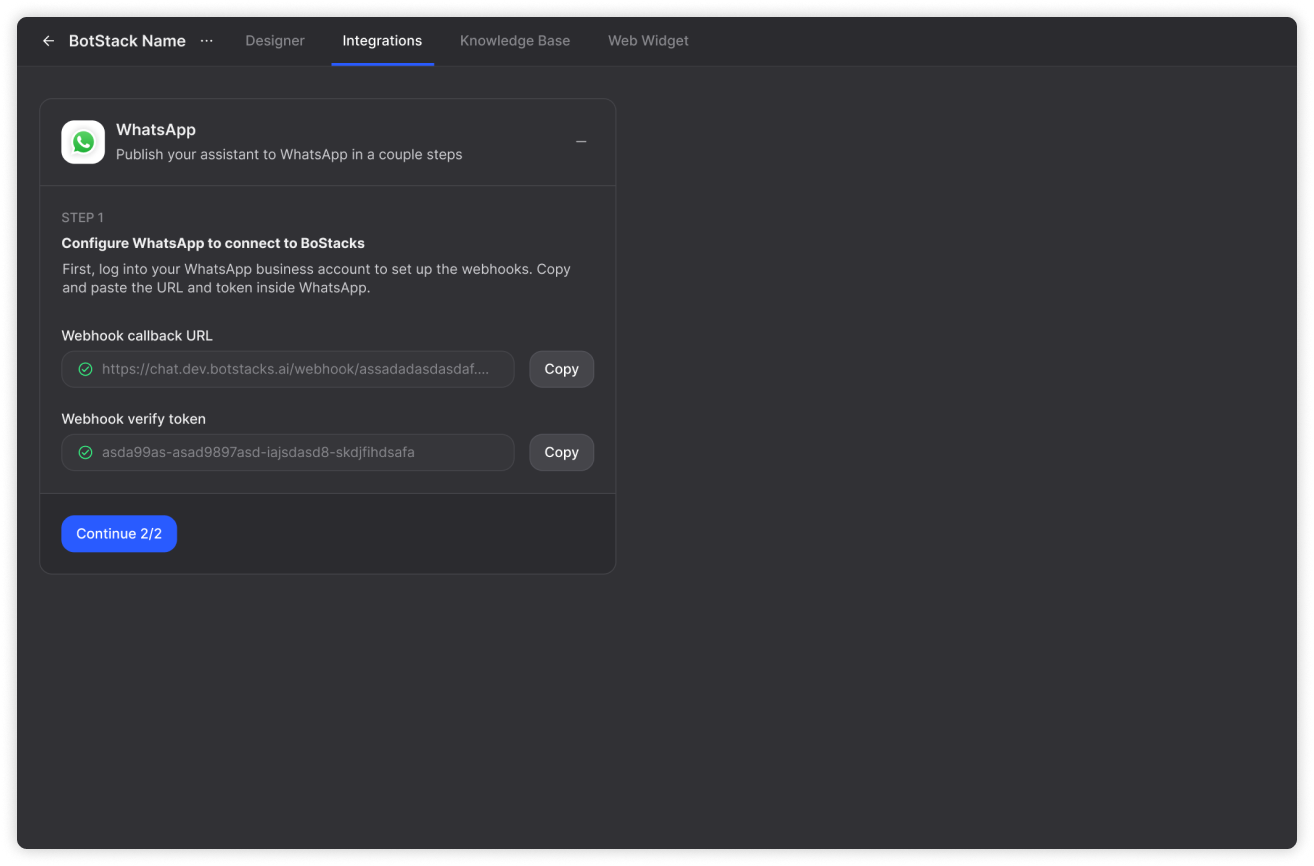 BotStack Name ··· Designer Integrations Knowledge Base Web Widget
WhatsApp
Publish your assistant to WhatsApp in a couple steps
STEP 1
Configure WhatsApp to connect to BoStacks
First, log into your WhatsApp business account to set up the webhooks. Copy
and paste the URL and token inside WhatsApp.
Webhook callback URL
https://chat.dev.botstacks.ai/webhook/assadadasdasdaf.... Copy
Webhook verify token
asda99as-asad9897asd-iajsdasd8-skdjfihdsafa Copy
Continue 2/2